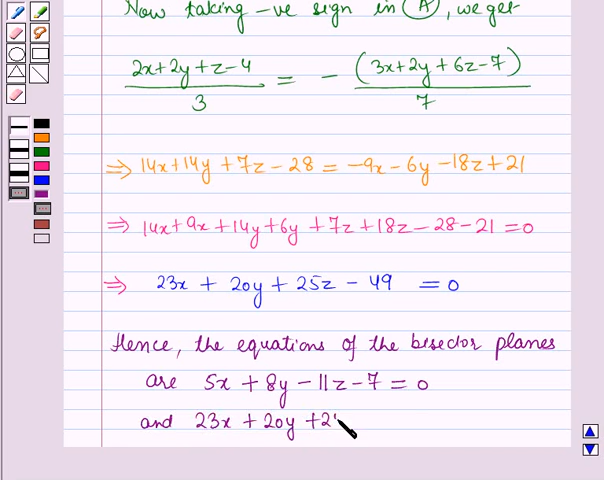 Now taking -ve sign in (A), we get
2x+2y+z-4 / 3 = - (3x+2y+6z-7) / 7
⇒ 14x+14y+7z-28 = -9x-6y-18z+21
⇒ 14x+9x+14y+6y+7z+18z-28-21=0
⇒ 23x + 20y + 25z - 49 = 0
Hence, the equations of the bisector planes
are 5x + 8y - 11z - 7 = 0
and 23x + 20y + 2